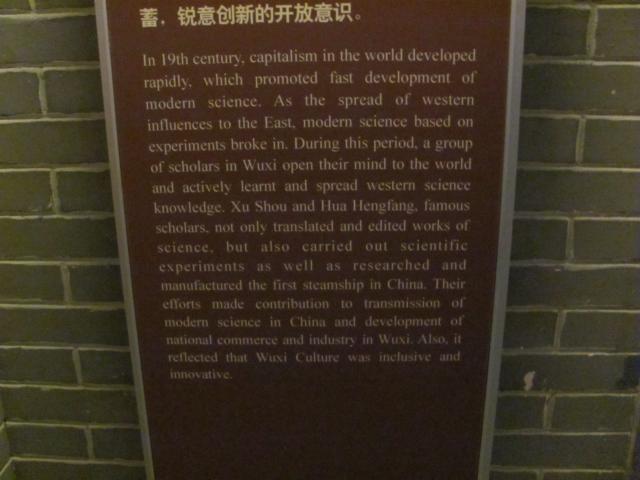 蓄，锐意创新的开放意识。
In 19th century, capitalism in the world developed
rapidly, which promoted fast development of
modern science. As the spread of western
influences to the East, modern science based on
experiments broke in. During this period, a group
of scholars in Wuxi open their mind to the world
and actively learnt and spread western science
knowledge. Xu Shou and Hua Hengfang, famous
scholars, not only translated and edited works of
science, but also carried out scientific
experiments as well as researched and
manufactured the first steamship in China. Their
efforts made contribution to transmission of
modern science in China and development of
national commerce and industry in Wuxi. Also, it
reflected that Wuxi Culture was inclusive and
innovative.